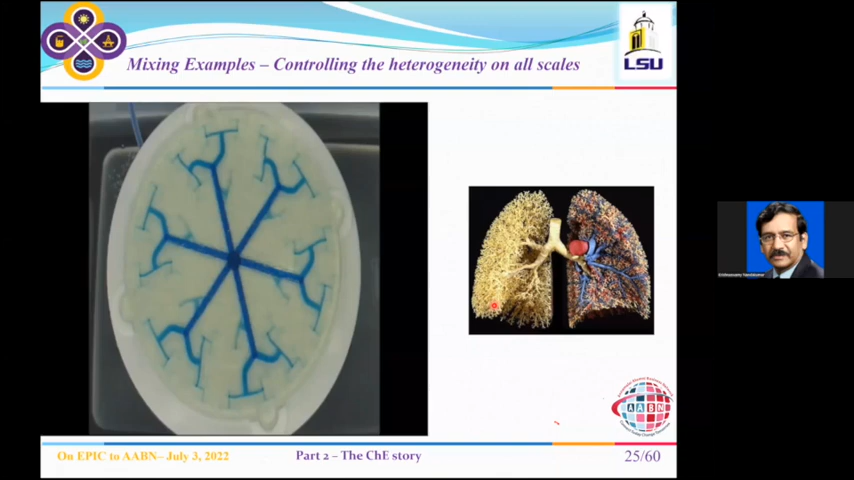 Mixing Examples – Controlling the heterogeneity on all scales
LSU
AABN
On EPIC to AABN– July 3, 2022
Part 2 – The ChE story
25/60